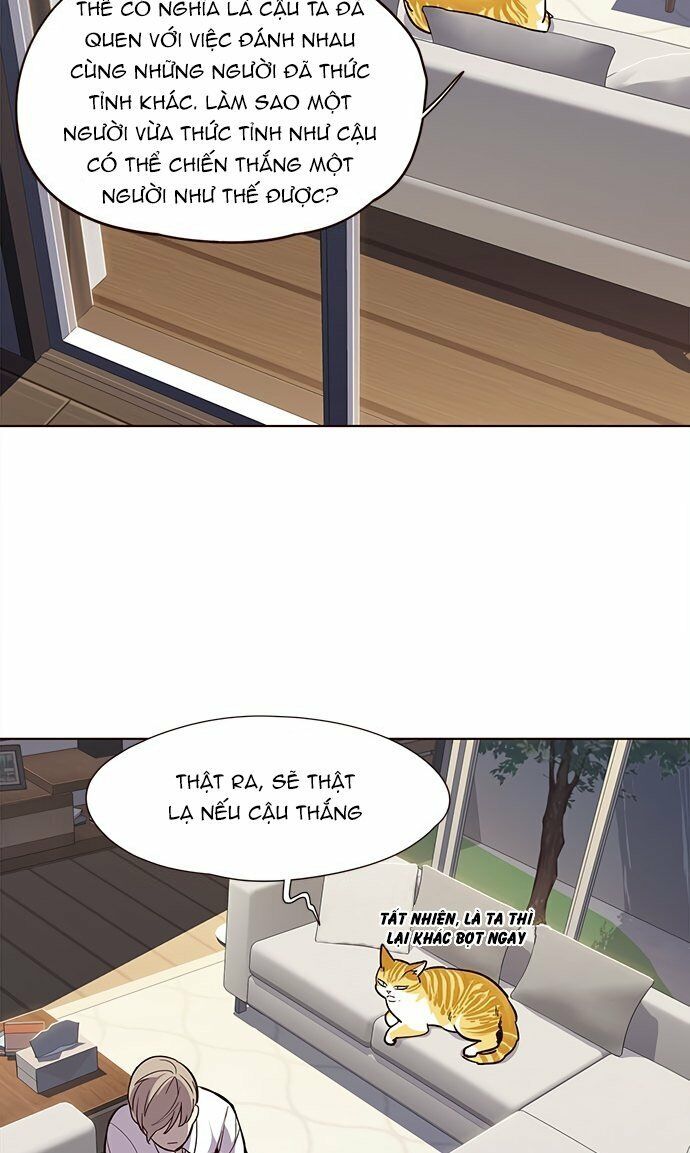 THẾ CÓ NGHĨA LÀ CẬU TA ĐÃ
QUEN VỚI VIỆC ĐÁNH NHAU
CÙNG NHỮNG NGƯỜI ĐÃ THỨC
TỈNH KHÁC. LÀM SAO MỘT
NGƯỜI VỪA THỨC TỈNH NHƯ CẬU
CÓ THỂ CHIẾN THẮNG MỘT
NGƯỜI NHƯ THẾ ĐƯỢC?
THẬT RA, SẼ THẬT
LẠ NẾU CẬU THẮNG
TẤT NHIÊN, LÀ TA THÌ
LẠI KHÁC BỌT NGAY